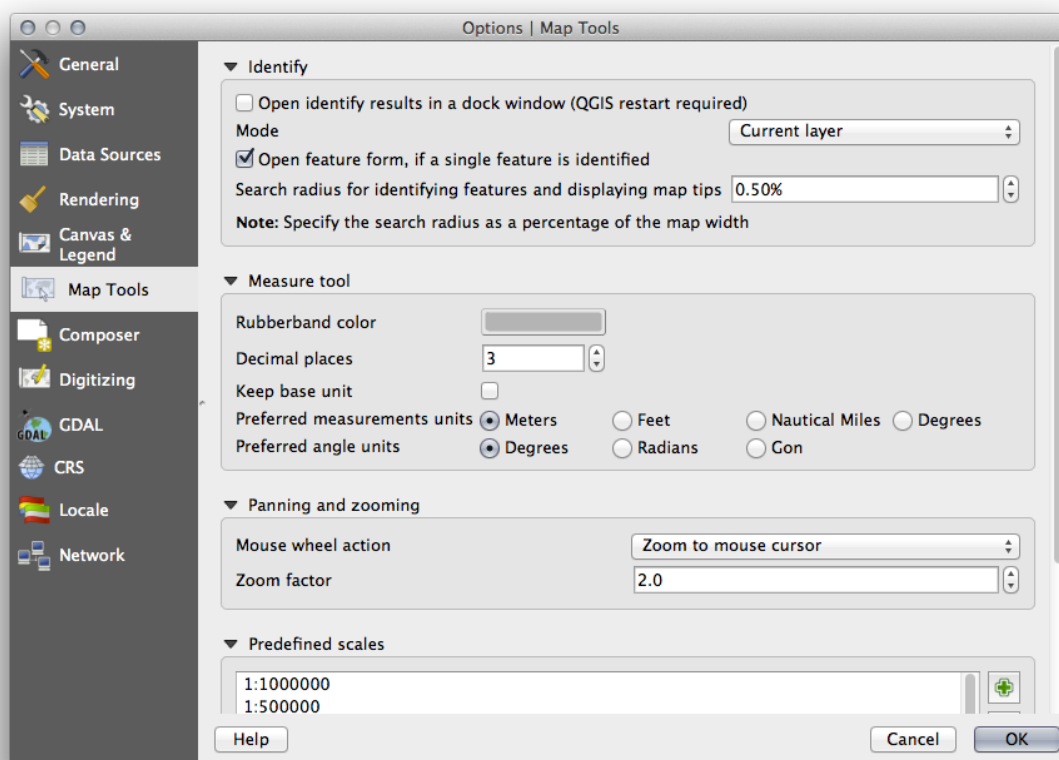 Options | Map Tools
General
System
Data Sources
Rendering
Canvas &
Legend
Map Tools
Composer
Digitizing
GDAL
GDAL
CRS
Locale
Network
Identify
Open identify results in a dock window (QGIS restart required)
Mode Current layer
Open feature form, if a single feature is identified
Search radius for identifying features and displaying map tips 0.50%
Note: Specify the search radius as a percentage of the map width
Measure tool
Rubberband color
Decimal places 3
Keep base unit
Preferred measurements units Meters Feet Nautical Miles Degrees
Preferred angle units Degrees Radians Gon
Panning and zooming
Mouse wheel action Zoom to mouse cursor
Zoom factor 2.0
Predefined scales
1:1000000
1:500000
Help Cancel OK